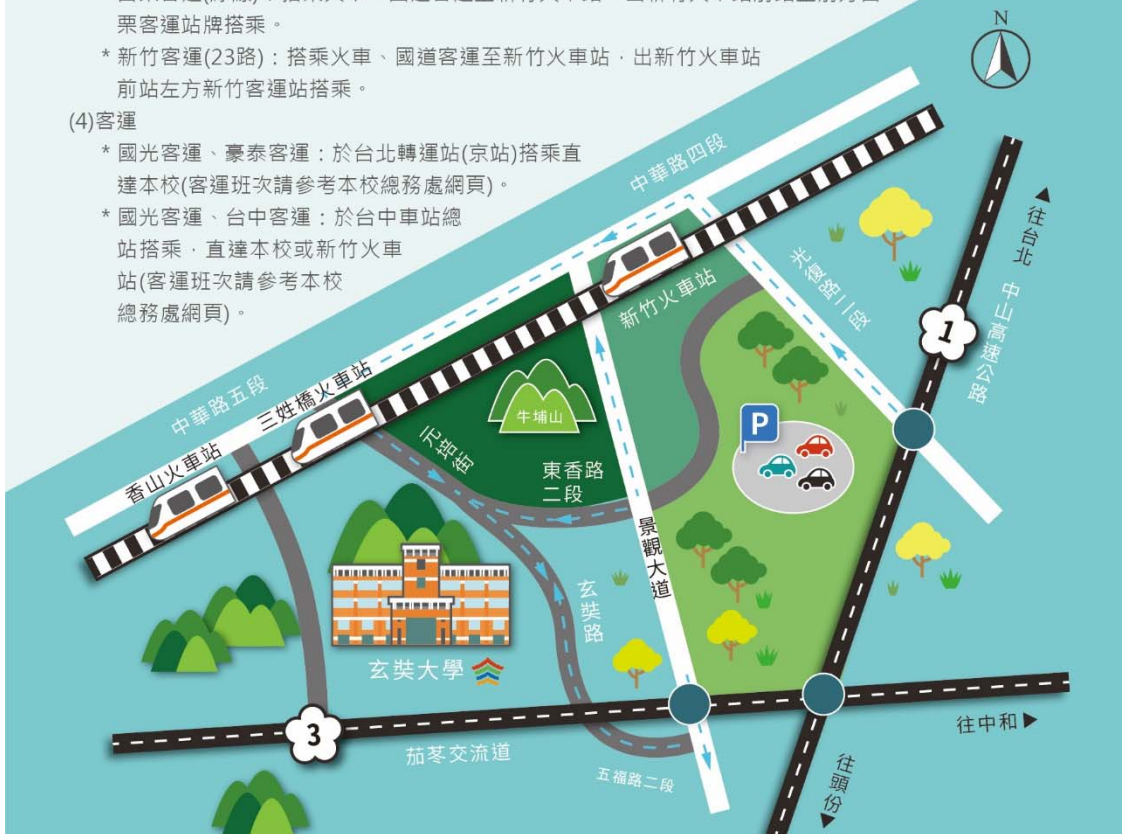 栗客運站牌搭乘。
* 新竹客運(23路)：搭乘火車、國道客運至新竹火車站，出新竹火車站
前站左方新竹客運站搭乘。
(4)客運
* 國光客運、豪泰客運：於台北轉運站(京站)搭乘直
達本校(客運班次請參考本校總務處網頁)。
* 國光客運、台中客運：於台中車站總
站搭乘，直達本校或新竹火車
站(客運班次請參考本校
總務處網頁)。
N
中華路四段
往台北
中山高速公路
1
光復路二段
新竹火車站
中華路五段
三姓橋火車站
香山火車站
牛埔山
P
元培街
東香路
二段
景觀大道
玄奘路
玄奘大學
3
茄苳交流道
五福路二段
往中和
往頭份